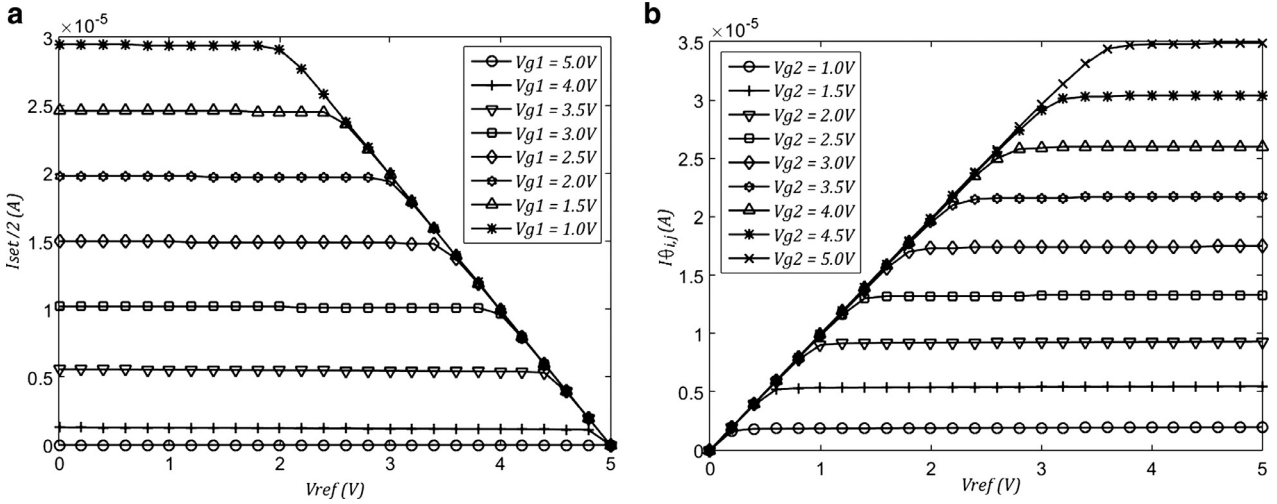 a
×10⁻⁵
3
2.5
2
1.5
1
0.5
0
Iset/2 (A)
0 1 2 3 4 5
Vref (V)
Vg1 = 5.0V
Vg1 = 4.0V
Vg1 = 3.5V
Vg1 = 3.0V
Vg1 = 2.5V
Vg1 = 2.0V
Vg1 = 1.5V
Vg1 = 1.0V
b
×10⁻⁵
3.5
3
2.5
2
1.5
1
0.5
0
Iθi,j (A)
0 1 2 3 4 5
Vref (V)
Vg2 = 1.0V
Vg2 = 1.5V
Vg2 = 2.0V
Vg2 = 2.5V
Vg2 = 3.0V
Vg2 = 3.5V
Vg2 = 4.0V
Vg2 = 4.5V
Vg2 = 5.0V